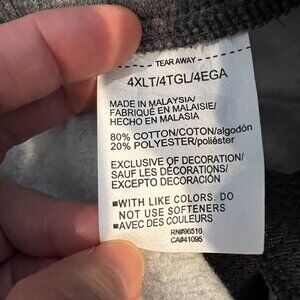 TEAR AWAY
4XLT/4TGL/4EGA
MADE IN MALAYSIA/
FABRIQUÉ EN MALAISIE/
HECHO EN MALASIA
80% COTTON/COTON/algodón
20% POLYESTER/poliéster
EXCLUSIVE OF DECORATION/
SAUF LES DÉCORATIONS/
EXCEPTO DECORACIÓN
■WITH LIKE COLORS. DO
NOT USE SOFTENERS
■AVEC DES COULEURS
RN#96510
CA#41095